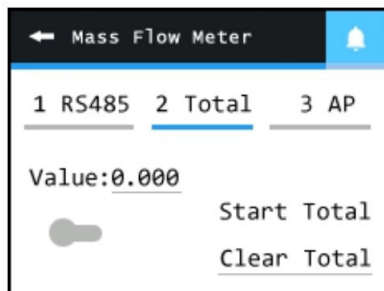 Mass Flow Meter
1 RS485 2 Total 3 AP
Value:0.000
Start Total
Clear Total